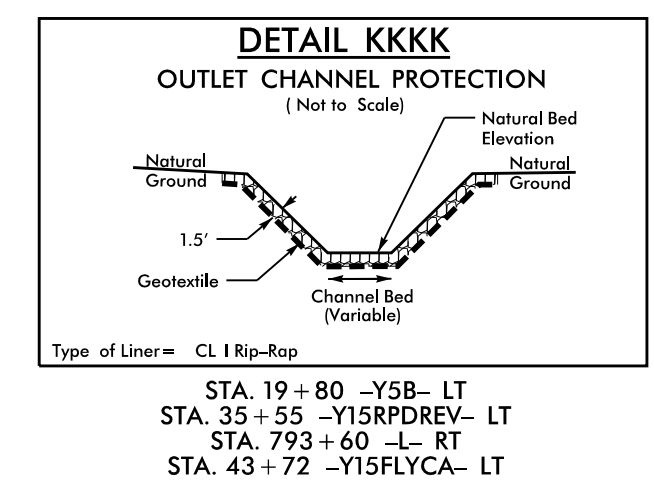 DETAIL KKKK
OUTLET CHANNEL PROTECTION
( Not to Scale)
Natural Bed
Elevation
Natural
Ground
Natural
Ground
1.5'
Geotextile
Channel Bed
(Variable)
Type of Liner= CL I Rip-Rap
STA. 19+80 -Y5B- LT
STA. 35+55 -Y15RPDREV- LT
STA. 793+60 -L- RT
STA. 43+72 -Y15FLYCA- LT